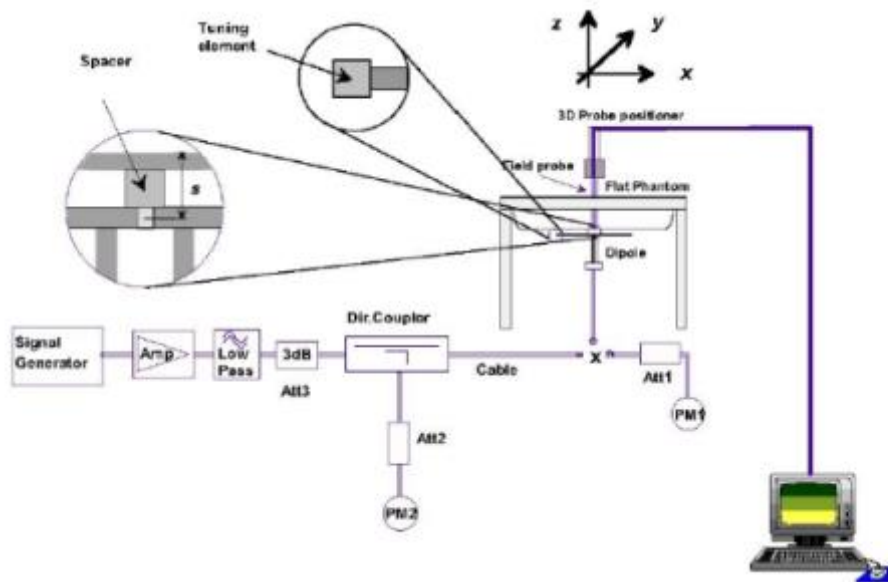 Tuning
element
Spacer
z
y
x
3D Probe positioner
Field probe
s
Flat Phantom
Dipole
Dir.Coupler
Signal
Generator
Amp
Low
Pass
3dB
Cable
x
Att3
Att1
PM1
Att2
PM2